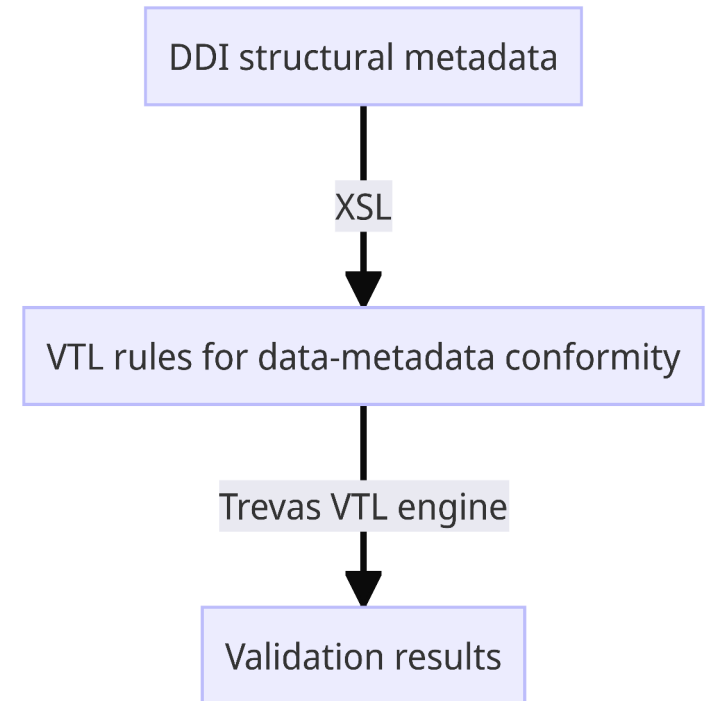 DDI structural metadata
XSL
VTL rules for data-metadata conformity
Trevas VTL engine
Validation results